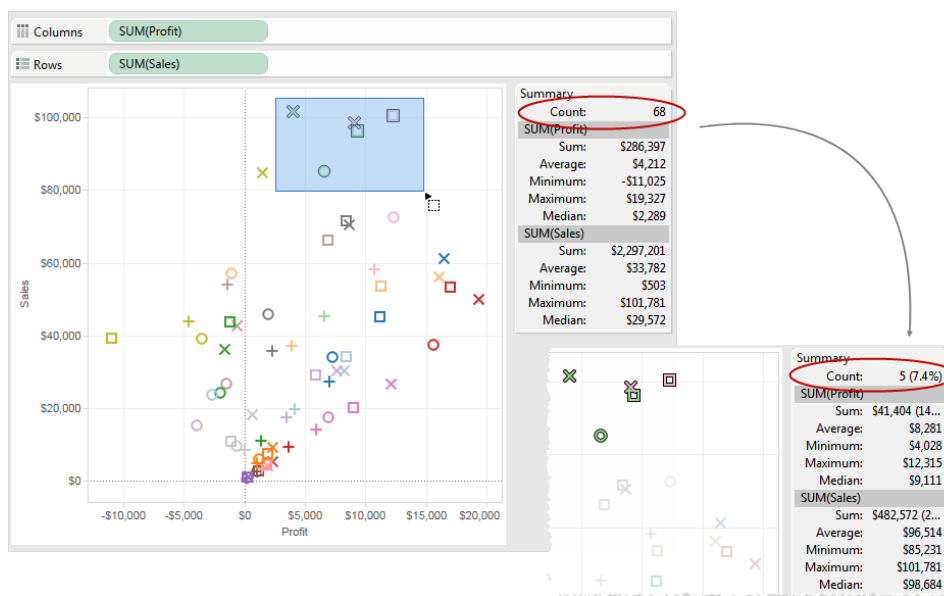 Columns SUM(Profit)
Rows SUM(Sales)
$100,000
$80,000
$60,000
$40,000
$20,000
$0
Sales
-$10,000 -$5,000 $0 $5,000 $10,000 $15,000 $20,000
Profit
Summary
Count: 68
SUM(Profit)
Sum: $286,397
Average: $4,212
Minimum: -$11,025
Maximum: $19,327
Median: $2,289
SUM(Sales)
Sum: $2,297,201
Average: $33,782
Minimum: $503
Maximum: $101,781
Median: $29,572
Summary
Count: 5 (7.4%)
SUM(Profit)
Sum: $41,404 (14...
Average: $8,281
Minimum: $4,028
Maximum: $12,315
Median: $9,111
SUM(Sales)
Sum: $482,572 (2...
Average: $96,514
Minimum: $85,231
Maximum: $101,781
Median: $98,684